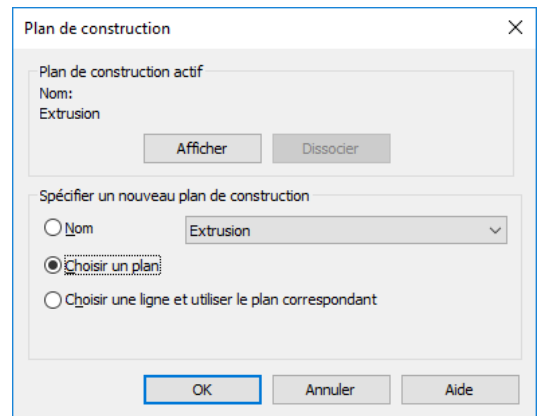 Plan de construction
Plan de construction actif
Nom:
Extrusion
Afficher
Dissocier
Spécifier un nouveau plan de construction
Nom
Extrusion
Choisir un plan
Choisir une ligne et utiliser le plan correspondant
OK
Annuler
Aide